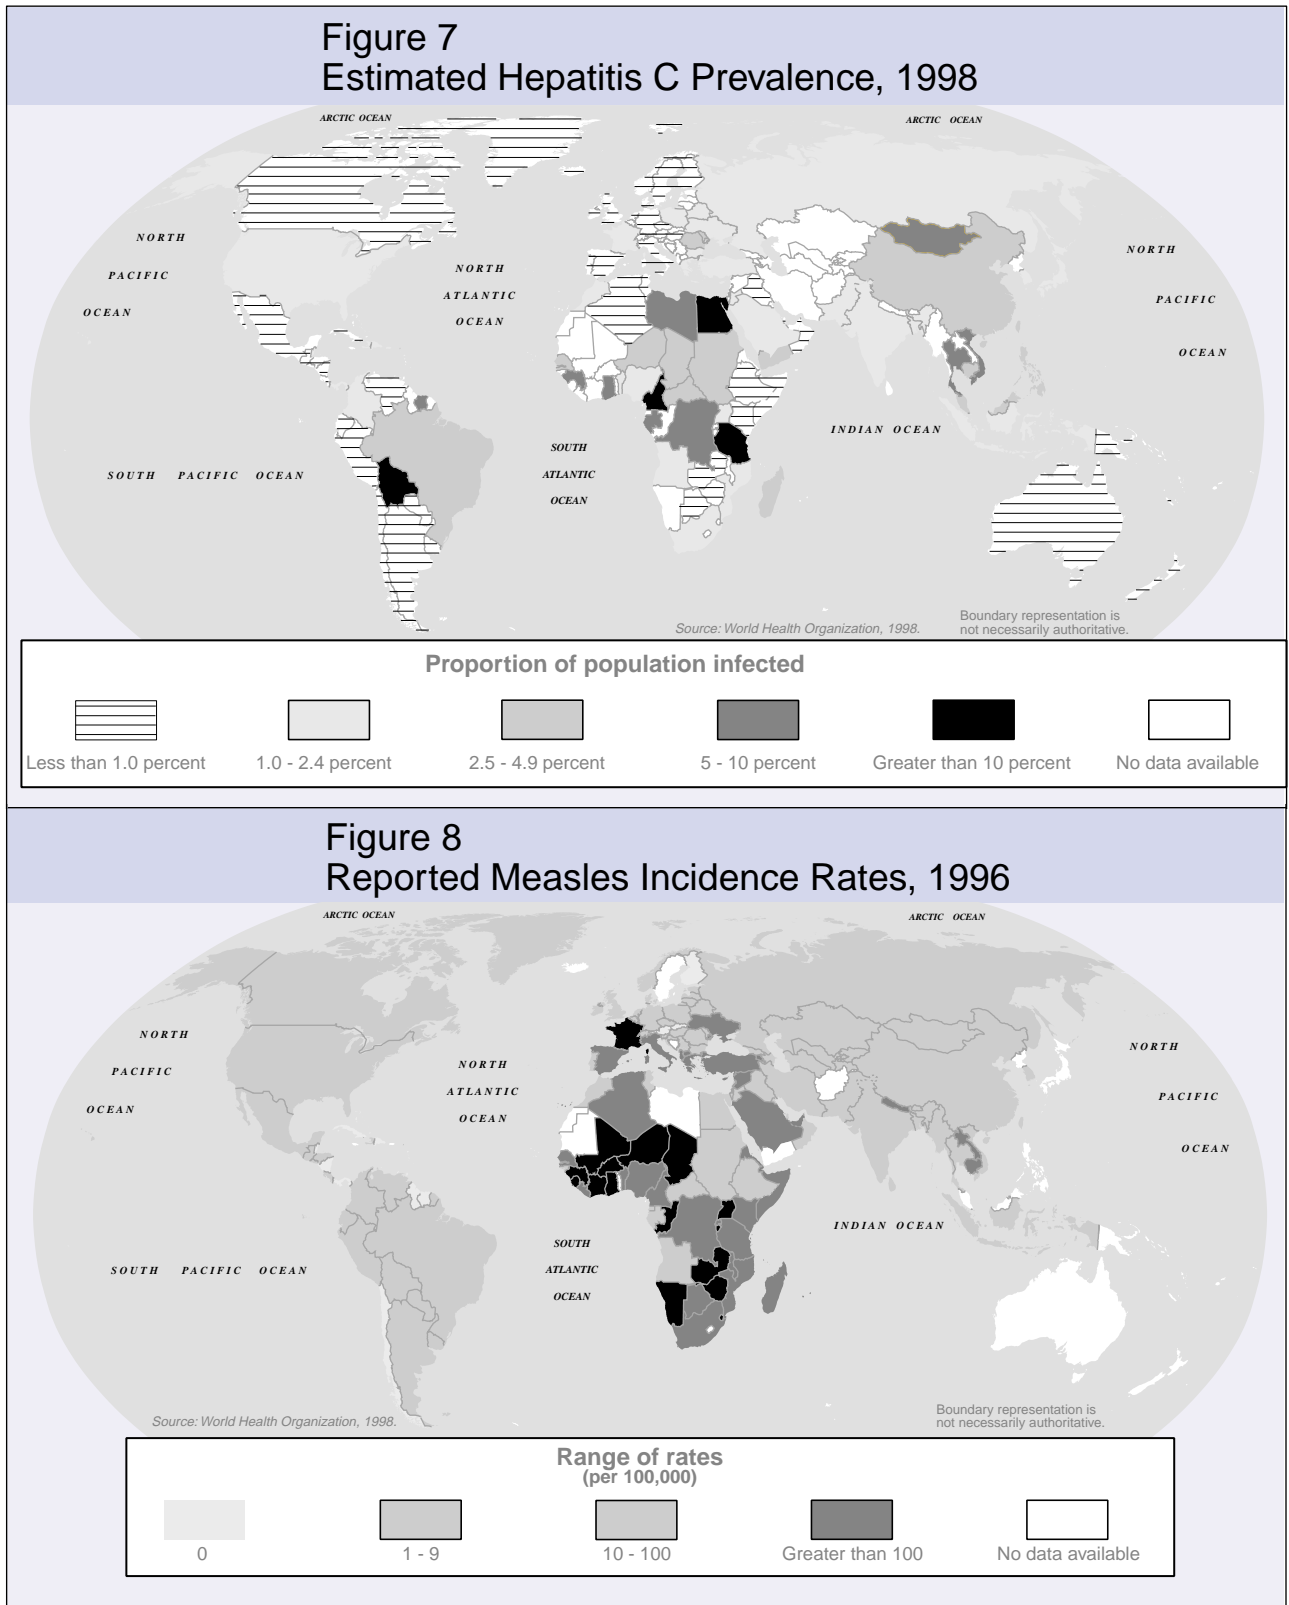 Figure 7
Estimated Hepatitis C Prevalence, 1998
ARCTIC OCEAN
ARCTIC OCEAN
NORTH
PACIFIC
OCEAN
NORTH
ATLANTIC
OCEAN
NORTH
PACIFIC
OCEAN
INDIAN OCEAN
SOUTH
ATLANTIC
OCEAN
SOUTH PACIFIC OCEAN
Source: World Health Organization, 1998.
Boundary representation is
not necessarily authoritative.
Proportion of population infected
Less than 1.0 percent
1.0 - 2.4 percent
2.5 - 4.9 percent
5 - 10 percent
Greater than 10 percent
No data available
Figure 8
Reported Measles Incidence Rates, 1996
ARCTIC OCEAN
ARCTIC OCEAN
NORTH
PACIFIC
OCEAN
NORTH
ATLANTIC
OCEAN
NORTH
PACIFIC
OCEAN
INDIAN OCEAN
SOUTH
ATLANTIC
OCEAN
SOUTH PACIFIC OCEAN
Source: World Health Organization, 1998.
Boundary representation is
not necessarily authoritative.
Range of rates
(per 100,000)
0
1 - 9
10 - 100
Greater than 100
No data available